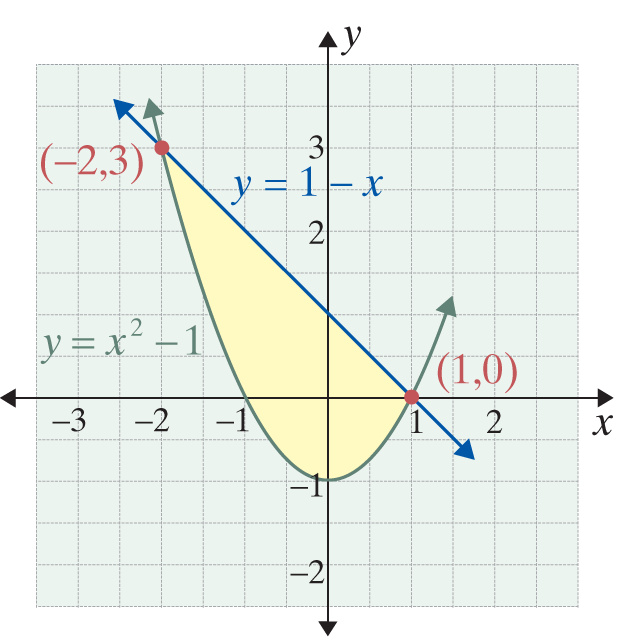 y
(−2,3)
3
y = 1 − x
2
y = x² − 1
(1,0)
−3
−2
−1
1
2
x
−1
−2